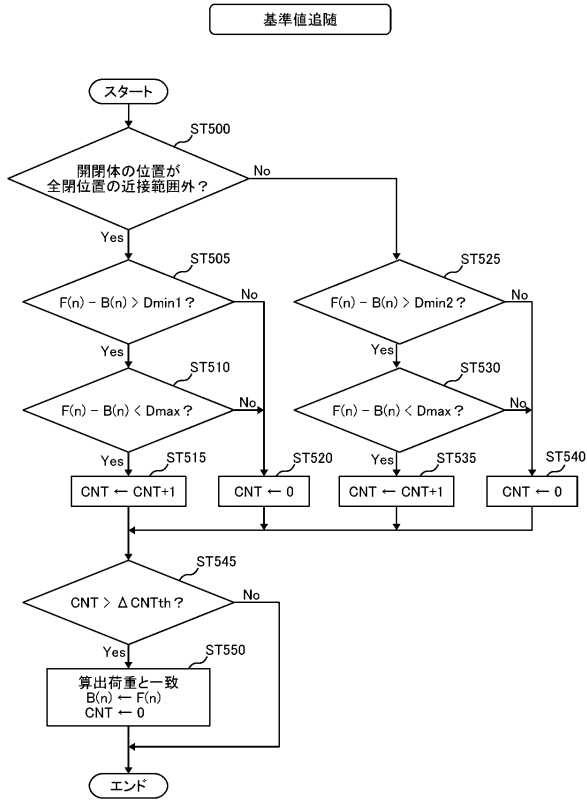 基準値追随
スタート
ST500
開閉体の位置が
全閉位置の近接範囲外？
No
Yes
ST505
F(n) − B(n) > Dmin1？
No
Yes
ST525
F(n) − B(n) > Dmin2？
No
Yes
ST510
F(n) − B(n) < Dmax？
No
Yes
ST530
F(n) − B(n) < Dmax？
No
Yes
ST515
CNT ← CNT+1
ST520
CNT ← 0
ST535
CNT ← CNT+1
ST540
CNT ← 0
ST545
CNT > ΔCNTth？
No
Yes
ST550
算出荷重と一致
B(n) ← F(n)
CNT ← 0
エンド